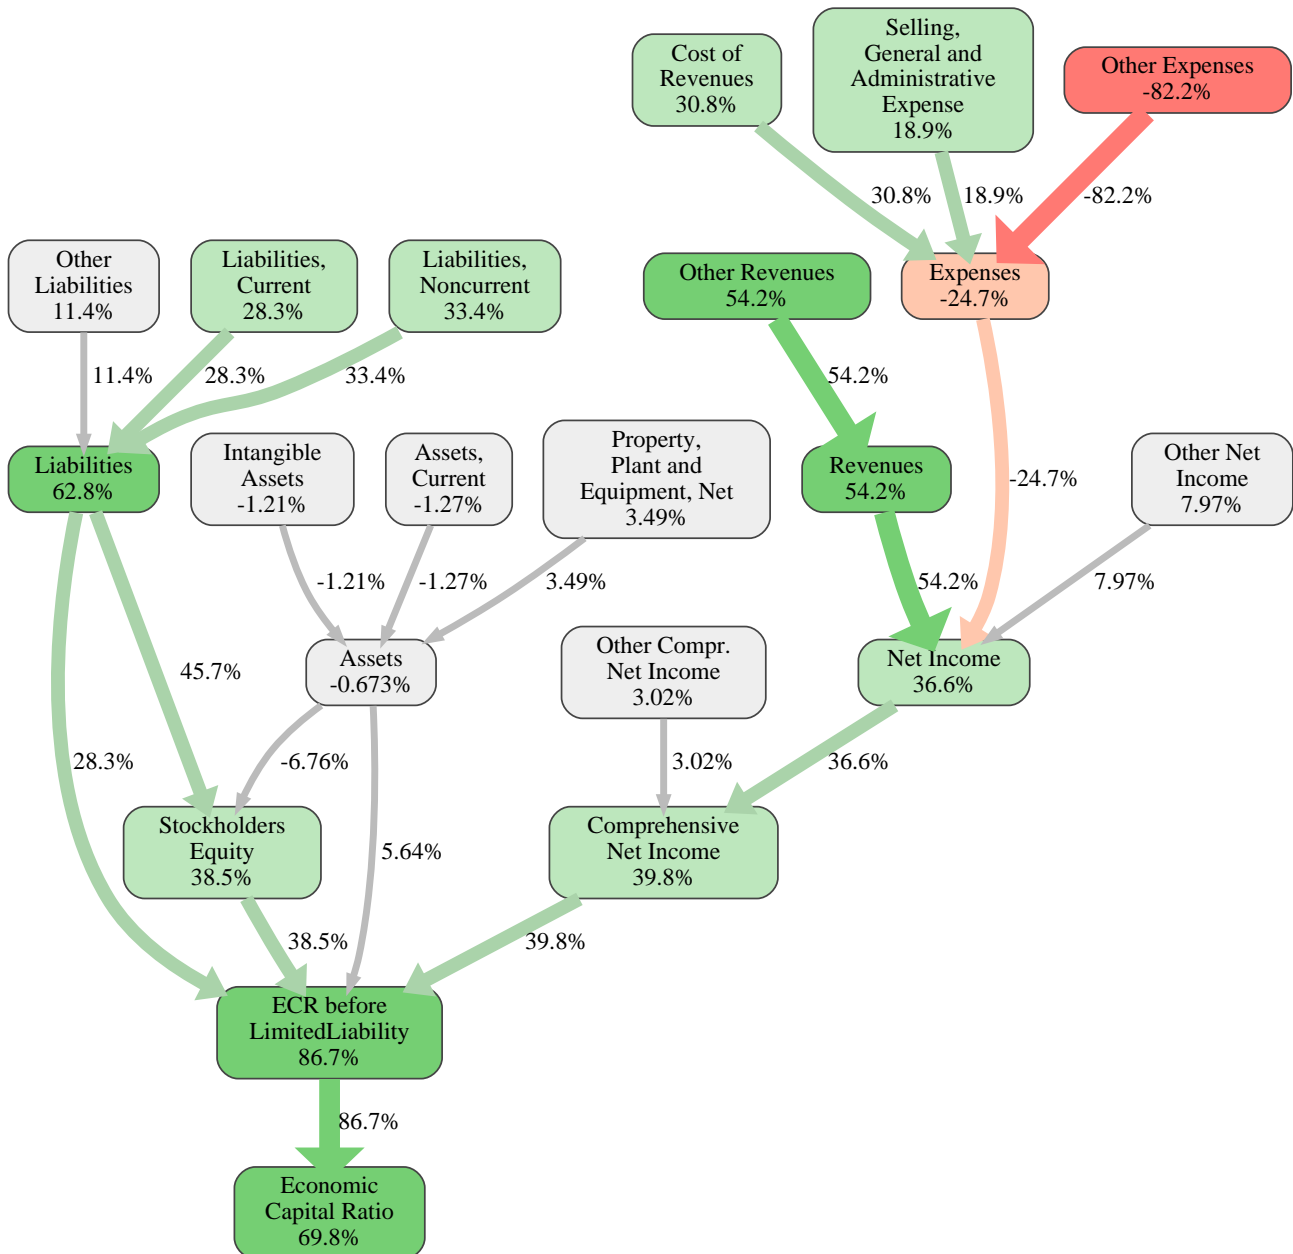 Cost of
Revenues
30.8%
Selling,
General and
Administrative
Expense
18.9%
Other Expenses
-82.2%
30.8%
18.9%
-82.2%
Other
Liabilities
11.4%
Liabilities,
Current
28.3%
Liabilities,
Noncurrent
33.4%
Other Revenues
54.2%
Expenses
-24.7%
11.4%
28.3%
33.4%
54.2%
Liabilities
62.8%
Intangible
Assets
-1.21%
Assets,
Current
-1.27%
Property,
Plant and
Equipment, Net
3.49%
Revenues
54.2%
-24.7%
Other Net
Income
7.97%
-1.21%
-1.27%
3.49%
54.2%
7.97%
45.7%
Assets
-0.673%
Other Compr.
Net Income
3.02%
Net Income
36.6%
28.3%
-6.76%
3.02%
36.6%
Stockholders
Equity
38.5%
5.64%
Comprehensive
Net Income
39.8%
38.5%
39.8%
ECR before
LimitedLiability
86.7%
86.7%
Economic
Capital Ratio
69.8%